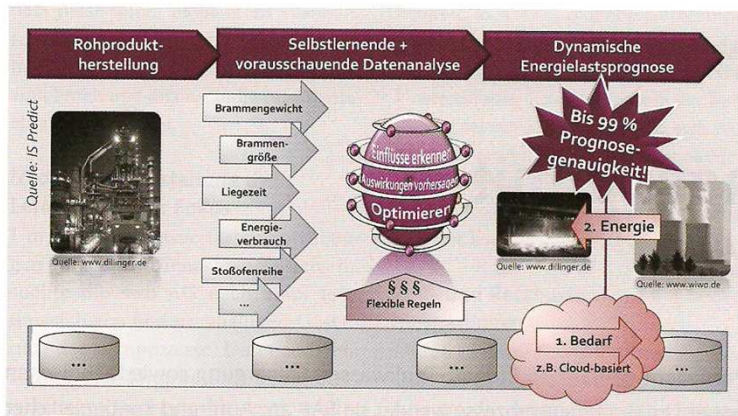 Rohprodukt-
herstellung
Selbstlernende +
vorausschauende Datenanalyse
Dynamische
Energielastprognose
Quelle: IS Predict
Quelle: www.dillinger.de
Brammengewicht
Brammen-
größe
Liegezeit
Energie-
verbrauch
Stoßofenreihe
...
Einflüsse erkennen
Auswirkungen vorhersagen
Optimieren
§ § §
Flexible Regeln
Bis 99 %
Prognose-
genauigkeit!
2. Energie
Quelle: www.dillinger.de
Quelle: www.wiwo.de
1. Bedarf
z.B. Cloud-basiert
...
...
...
...